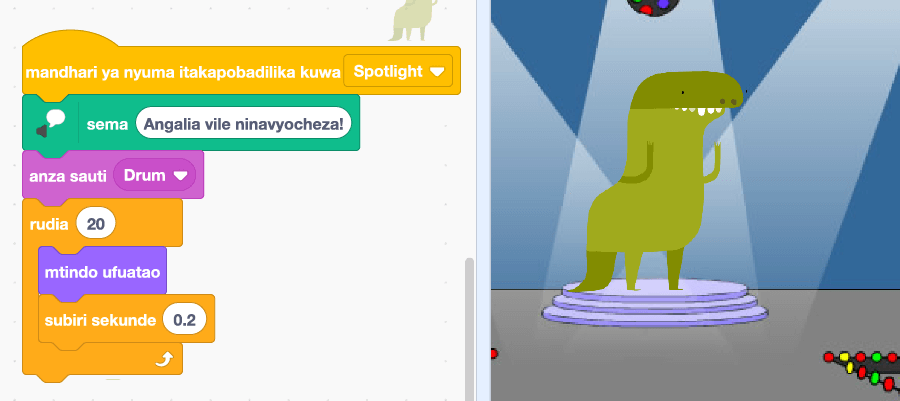 mandhari ya nyuma itakapobadilika kuwa Spotlight
sema Angalia vile ninavyocheza!
anza sauti Drum
rudia 20
mtindo ufuatao
subiri sekunde 0.2